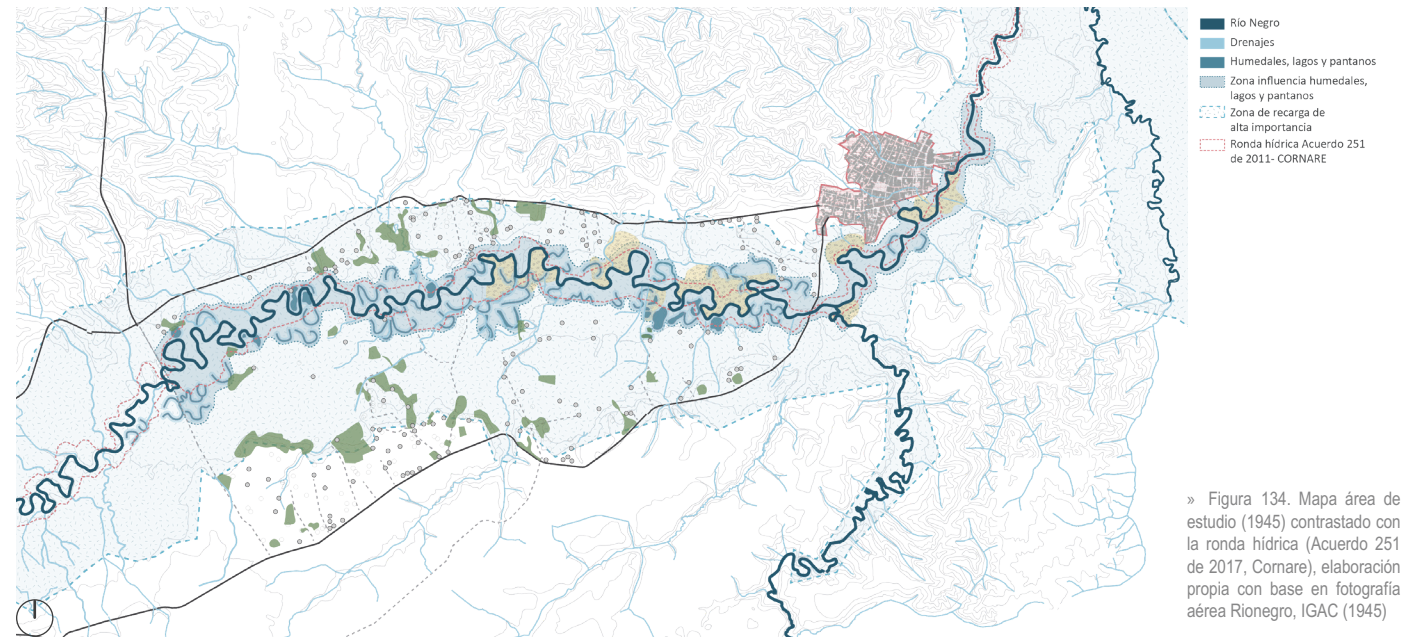 Río Negro
Drenajes
Humedales, lagos y pantanos
Zona influencia humedales,
lagos y pantanos
Zona de recarga de
alta importancia
Ronda hídrica Acuerdo 251
de 2011- CORNARE
» Figura 134. Mapa área de
estudio (1945) contrastado con
la ronda hídrica (Acuerdo 251
de 2017, Cornare), elaboración
propia con base en fotografía
aérea Rionegro, IGAC (1945)